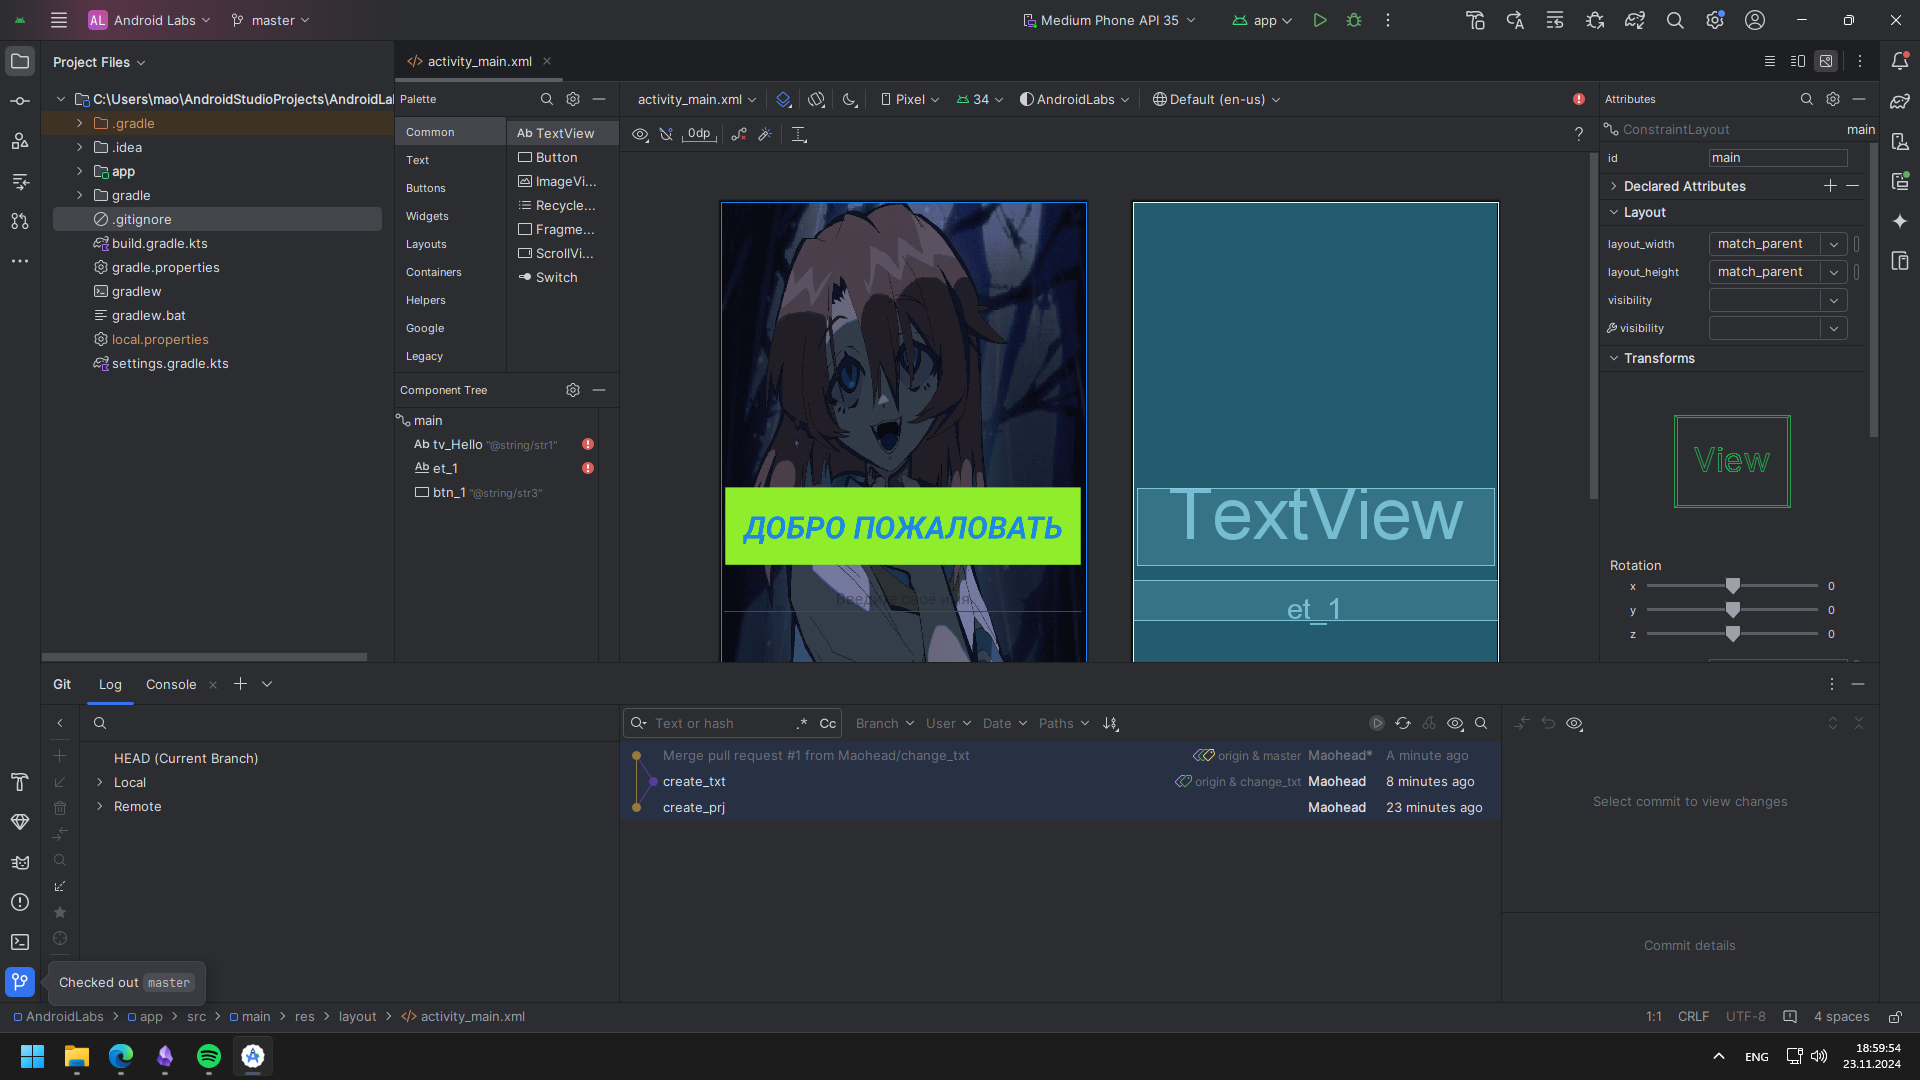 AL Android Labs master Medium Phone API 35 app
Project Files
activity_main.xml
C:\Users\mao\AndroidStudioProjects\AndroidLal
.gradle
.idea
app
gradle
.gitignore
build.gradle.kts
gradle.properties
gradlew
gradlew.bat
local.properties
settings.gradle.kts
Palette
Common
Text
Buttons
Widgets
Layouts
Containers
Helpers
Google
Legacy
Ab TextView
Button
ImageVi...
Recycle...
Fragme...
ScrollVi...
Switch
Component Tree
main
Ab tv_Hello "@string/str1"
Ab et_1
btn_1 "@string/str3"
activity_main.xml Pixel 34 AndroidLabs Default (en-us)
0dp ?
ДОБРО ПОЖАЛОВАТЬ
Введите своё имя
TextView
et_1
Attributes
ConstraintLayout main
id main
Declared Attributes
Layout
layout_width match_parent
layout_height match_parent
visibility
visibility
Transforms
View
Rotation
x 0
y 0
z 0
Git Log Console
HEAD (Current Branch)
Local
Remote
Text or hash .* Cc Branch User Date Paths
Merge pull request #1 from Maohead/change_txt origin & master Maohead* A minute ago
create_txt origin & change_txt Maohead 8 minutes ago
create_prj Maohead 23 minutes ago
Select commit to view changes
Commit details
Checked out master
AndroidLabs > app > src > main > res > layout > activity_main.xml
1:1 CRLF UTF-8 4 spaces
ENG
18:59:54
23.11.2024